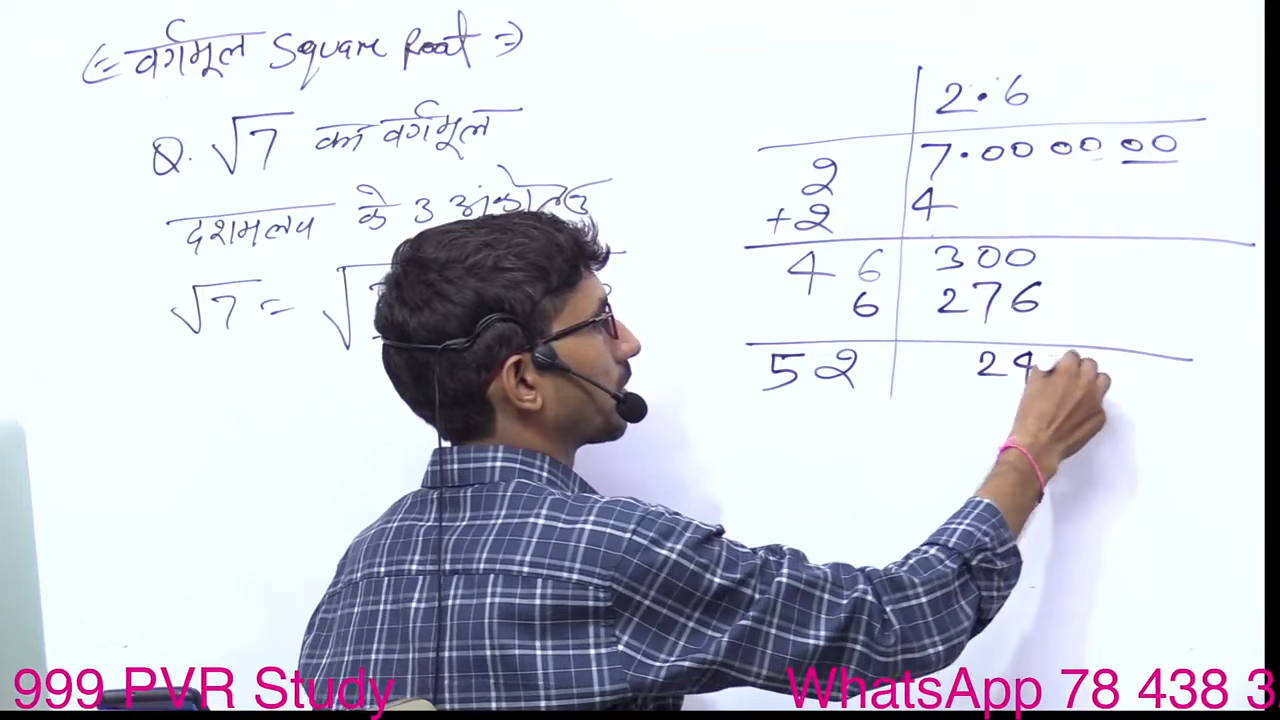 (= वर्गमूल Square Root =)
Q. √7 का वर्गमूल
दशमलव के 3 अंको तक
√7 = √
2.6
2 7.00 00 00
+2 4
4 6 300
6 276
52 24
999 PVR Study
WhatsApp 78 438 3